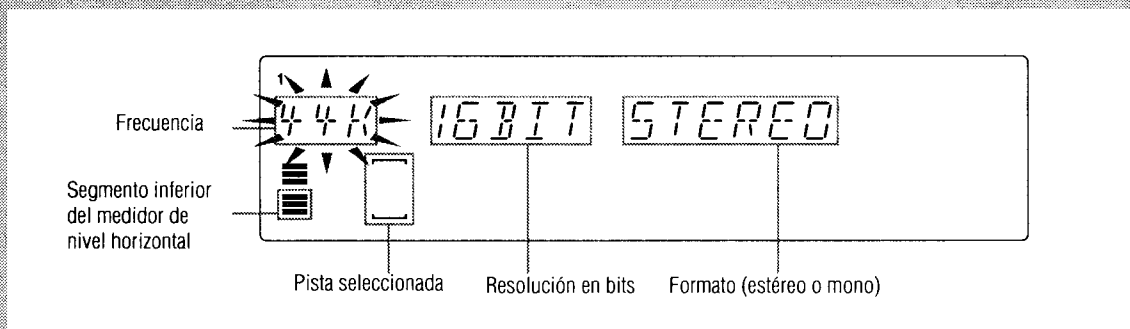 1
44K 16BIT STEREO
Frecuencia
Segmento inferior
del medidor de
nivel horizontal
Pista seleccionada Resolución en bits Formato (estéreo o mono)